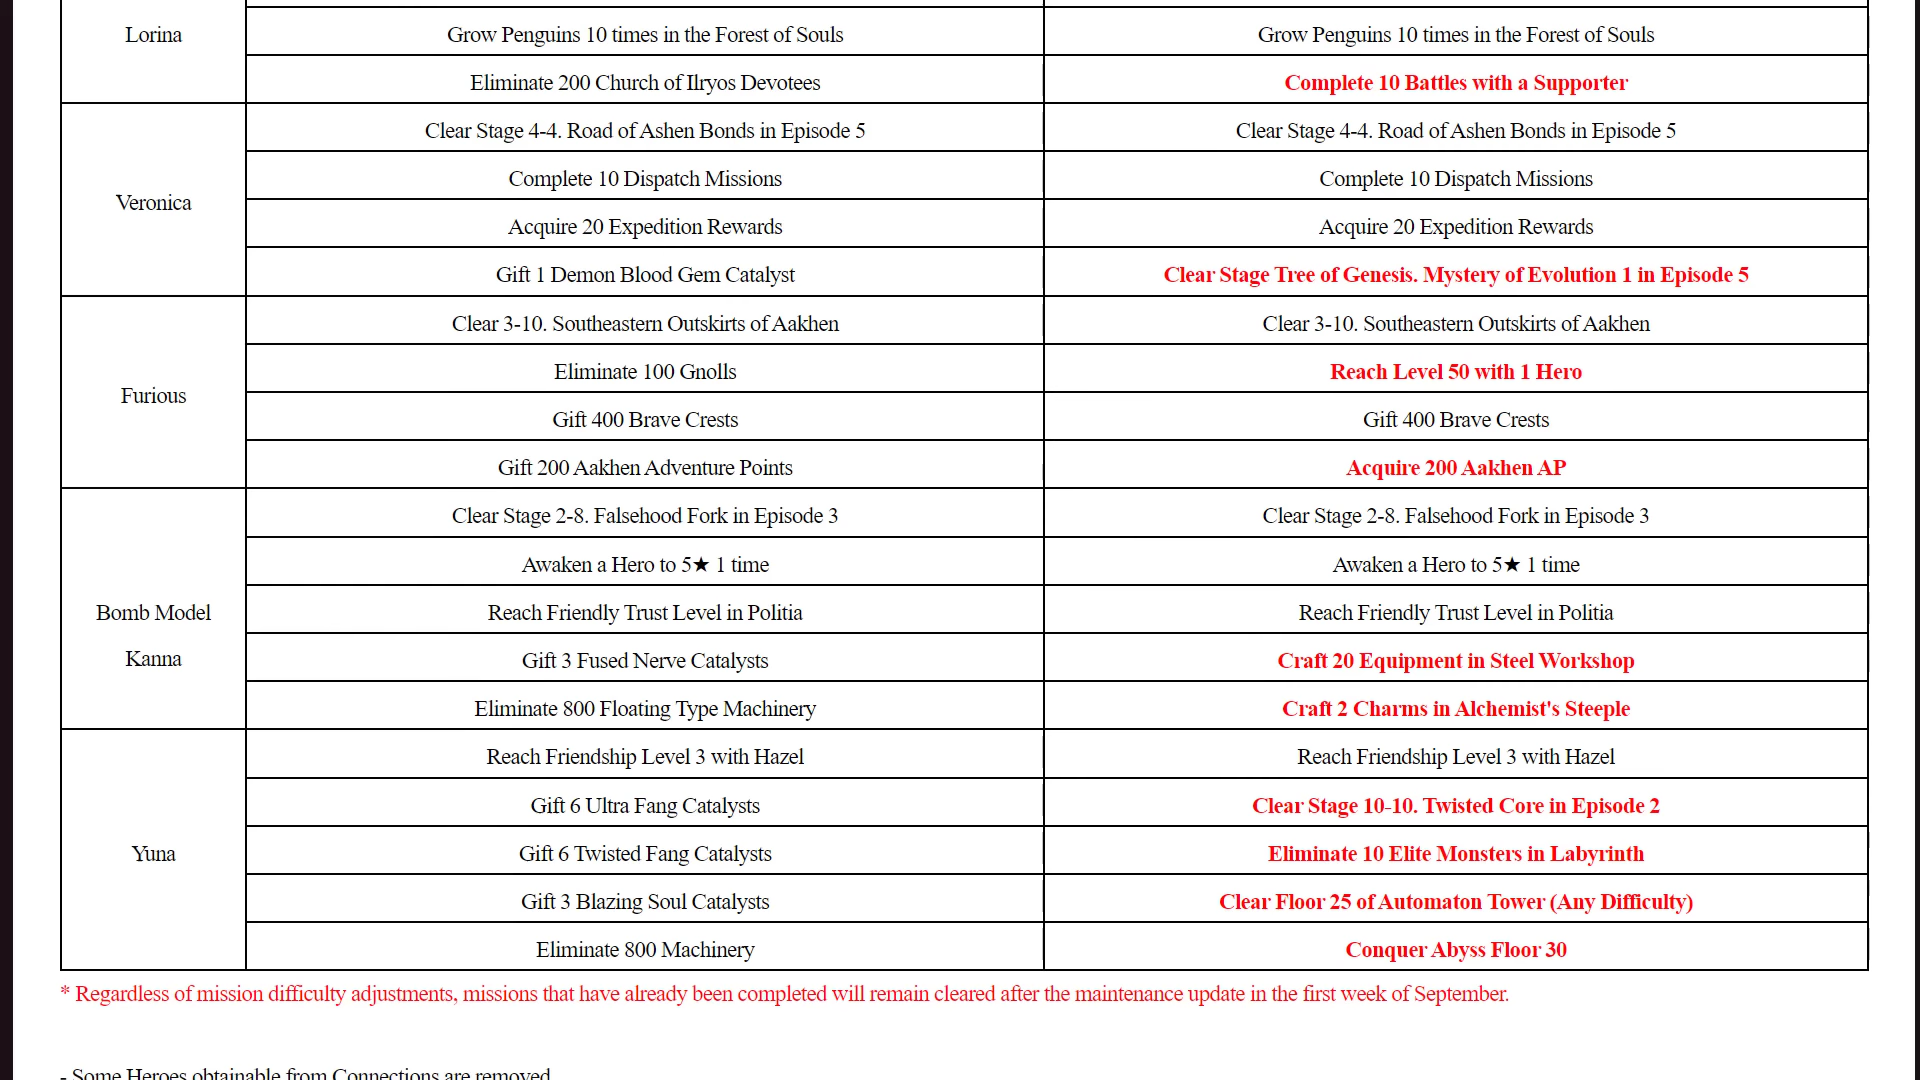 Lorina
Grow Penguins 10 times in the Forest of Souls
Grow Penguins 10 times in the Forest of Souls
Eliminate 200 Church of Ilryos Devotees
Complete 10 Battles with a Supporter
Veronica
Clear Stage 4-4. Road of Ashen Bonds in Episode 5
Clear Stage 4-4. Road of Ashen Bonds in Episode 5
Complete 10 Dispatch Missions
Complete 10 Dispatch Missions
Acquire 20 Expedition Rewards
Acquire 20 Expedition Rewards
Gift 1 Demon Blood Gem Catalyst
Clear Stage Tree of Genesis. Mystery of Evolution 1 in Episode 5
Furious
Clear 3-10. Southeastern Outskirts of Aakhen
Clear 3-10. Southeastern Outskirts of Aakhen
Eliminate 100 Gnolls
Reach Level 50 with 1 Hero
Gift 400 Brave Crests
Gift 400 Brave Crests
Gift 200 Aakhen Adventure Points
Acquire 200 Aakhen AP
Bomb Model
Kanna
Clear Stage 2-8. Falsehood Fork in Episode 3
Clear Stage 2-8. Falsehood Fork in Episode 3
Awaken a Hero to 5★ 1 time
Awaken a Hero to 5★ 1 time
Reach Friendly Trust Level in Politia
Reach Friendly Trust Level in Politia
Gift 3 Fused Nerve Catalysts
Craft 20 Equipment in Steel Workshop
Eliminate 800 Floating Type Machinery
Craft 2 Charms in Alchemist's Steeple
Yuna
Reach Friendship Level 3 with Hazel
Reach Friendship Level 3 with Hazel
Gift 6 Ultra Fang Catalysts
Clear Stage 10-10. Twisted Core in Episode 2
Gift 6 Twisted Fang Catalysts
Eliminate 10 Elite Monsters in Labyrinth
Gift 3 Blazing Soul Catalysts
Clear Floor 25 of Automaton Tower (Any Difficulty)
Eliminate 800 Machinery
Conquer Abyss Floor 30
* Regardless of mission difficulty adjustments, missions that have already been completed will remain cleared after the maintenance update in the first week of September.
- Some Heroes obtainable from Connections are removed